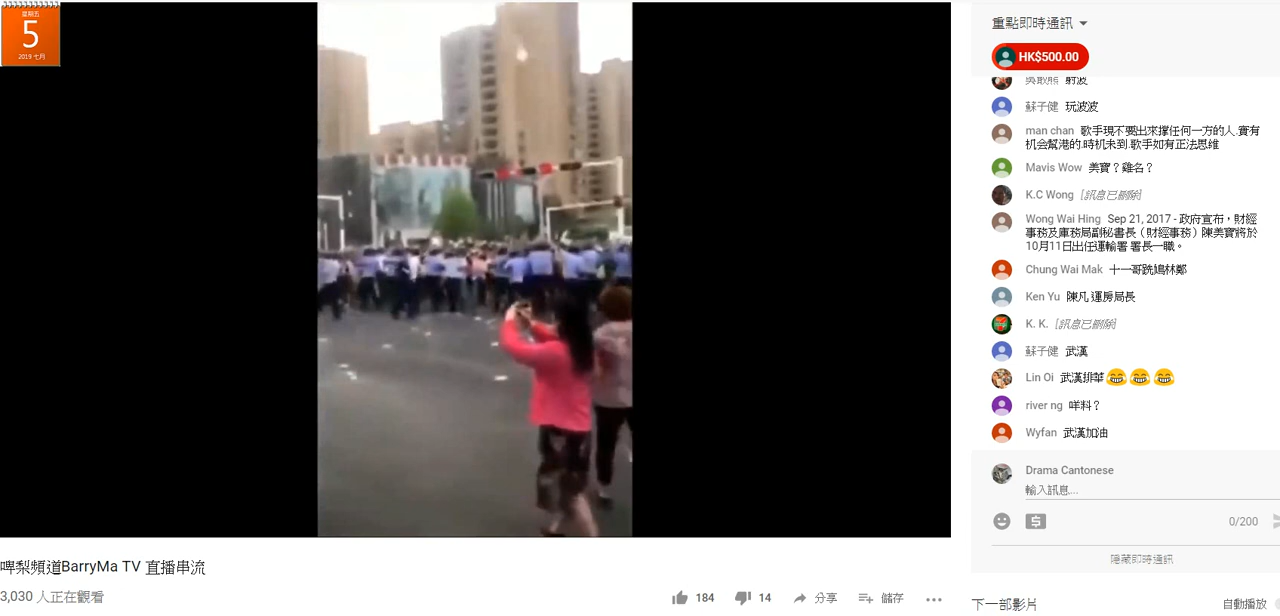 星期五
5
2019 七月
重點即時通訊
HK$500.00
射波
蘇子健 玩波波
man chan 歌手現不要出來撐任何一方的人.實有
机会幫港的.時机未到.歌手如有正法思維
Mavis Wow 美寶？雞名？
K.C Wong [訊息已刪除]
Wong Wai Hing Sep 21, 2017 - 政府宣布，財經
事務及庫務局副秘書長（財經事務）陳美寶將於
10月11日出任運輸署 署長一職。
Chung Wai Mak 十一哥跣鳩林鄭
Ken Yu 陳凡,運房局長
K. K. [訊息已刪除]
蘇子健 武漢
Lin Oi 武漢排華😂😂😂
river ng 咩料？
Wyfan 武漢加油
Drama Cantonese
輸入訊息...
0/200
隱藏即時通訊
啤梨頻道BarryMa TV 直播串流
3,030 人正在觀看
184 14 分享 儲存
下一部影片 自動播放